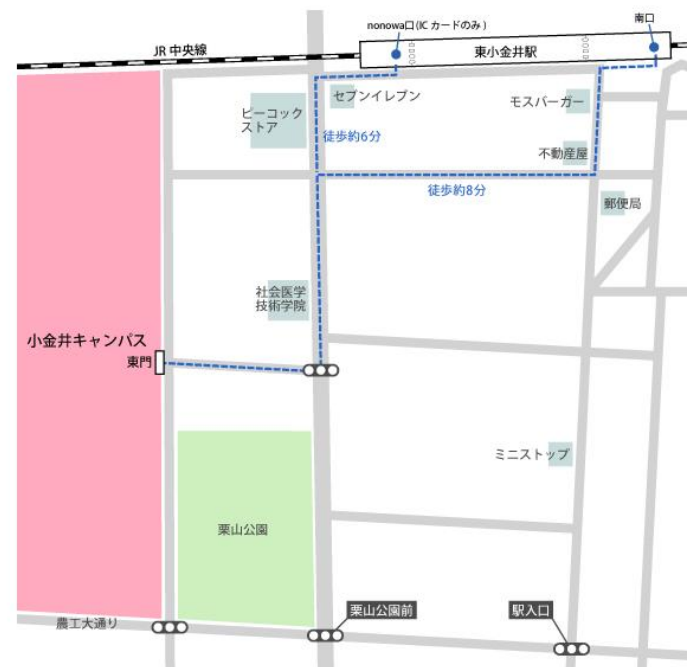 nonowa口(ICカードのみ)
南口
JR 中央線
東小金井駅
セブンイレブン
モスバーガー
ピーコック
ストア
徒歩約6分
不動産屋
徒歩約8分
郵便局
社会医学
技術学院
小金井キャンパス
東門
ミニストップ
栗山公園
農工大通り
栗山公園前
駅入口